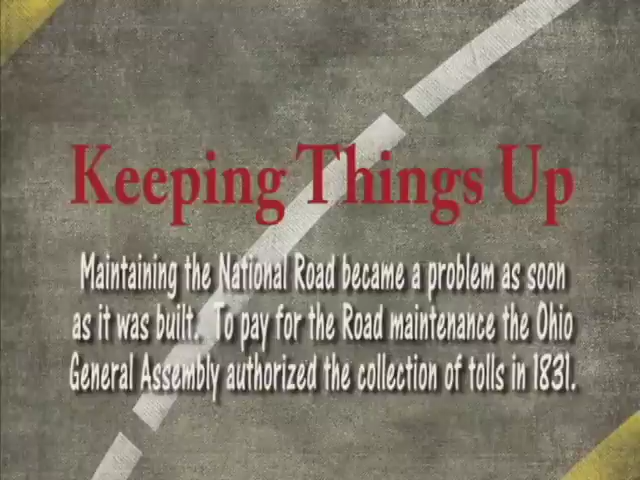 Keeping Things Up
Maintaining the National Road became a problem as soon
as it was built. To pay for the Road maintenance the Ohio
General Assembly authorized the collection of tolls in 1831.